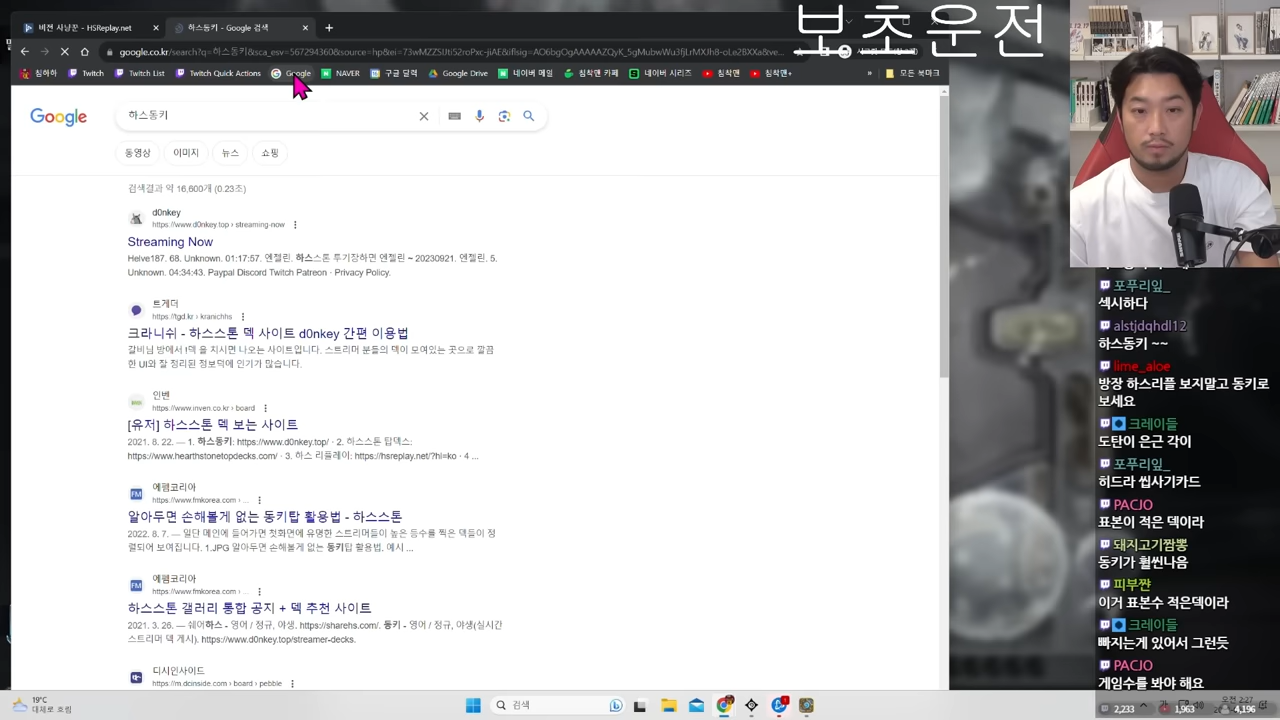 비젼 사냥꾼 - HSReplay.net
하스동키 - Google 검색
보초운전
침하하
Twitch
Twitch List
Twitch Quick Actions
Google
NAVER
Google Drive
네이버 메일
침착맨
침착맨+
모든 북마크
Google
하스동키
동영상
이미지
뉴스
쇼핑
검색결과 약 16,600개 (0.23초)
d0nkey
https://www.d0nkey.top › streaming-now
Streaming Now
Helve187. 68. Unknown. 01:17:57. 엔젤린. 하스스톤 투기장하면 엔젤린 ~ 20230921. 엔젤린. 5.
Unknown. 04:34:43. Paypal Discord Twitch Patreon · Privacy Policy.
트게더
https://tgd.kr › kranichhs
크라니쉬 - 하스스톤 덱 사이트 d0nkey 간편 이용법
갈비님 방에서 !덱 을 치시면 나오는 사이트입니다. 스트리머 분들의 덱이 모여있는 곳으로 깔끔
한 UI와 잘 정리된 정보덕에 인기가 많습니다.
인벤
https://www.inven.co.kr › board
[유저] 하스스톤 덱 보는 사이트
2021. 8. 22. — 1. 하스동키: https://www.d0nkey.top/ · 2. 하스스톤 탑덱스:
https://www.hearthstonetopdecks.com/ · 3. 하스 리플레이: https://hsreplay.net/?hl=ko · 4 ...
에펨코리아
https://www.fmkorea.com › ...
알아두면 손해볼게 없는 동키탑 활용법 - 하스스톤
2022. 8. 7. — 일단 메인에 들어가면 첫화면에 유명한 스트리머들이 높은 등수를 찍은 덱들이 정
렬되어 보여집니다. 1.JPG 알아두면 손해볼게 없는 동키탑 활용법. 예시 ...
에펨코리아
https://www.fmkorea.com › ...
하스스톤 갤러리 통합 공지 + 덱 추천 사이트
2021. 3. 26. — 쉐어하스 - 영어 / 정규, 야생. https://sharehs.com/. 동키 - 영어 / 정규, 야생(실시간
스트리머 덱 게시). https://www.d0nkey.top/streamer-decks.
디시인사이드
https://m.dcinside.com › board › pebble
포푸리잎_
섹시하다
alstjdqhdl12
하스동키 ~~
lime_aloe
방장 하스리플 보지말고 동키로
보세요
크레이들
도탄이 은근 각이
포푸리잎_
히드라 씹사기카드
PACJO
표본이 적은 덱이라
돼지고기짬뽕
동키가 훨씬나음
피부쨘
이거 표본수 적은덱이라
크레이들
빠지는게 있어서 그런듯
PACJO
게임수를 봐야 해요
19°C
대체로 흐림
검색
오전 2:27
2,233
1,963
4,196